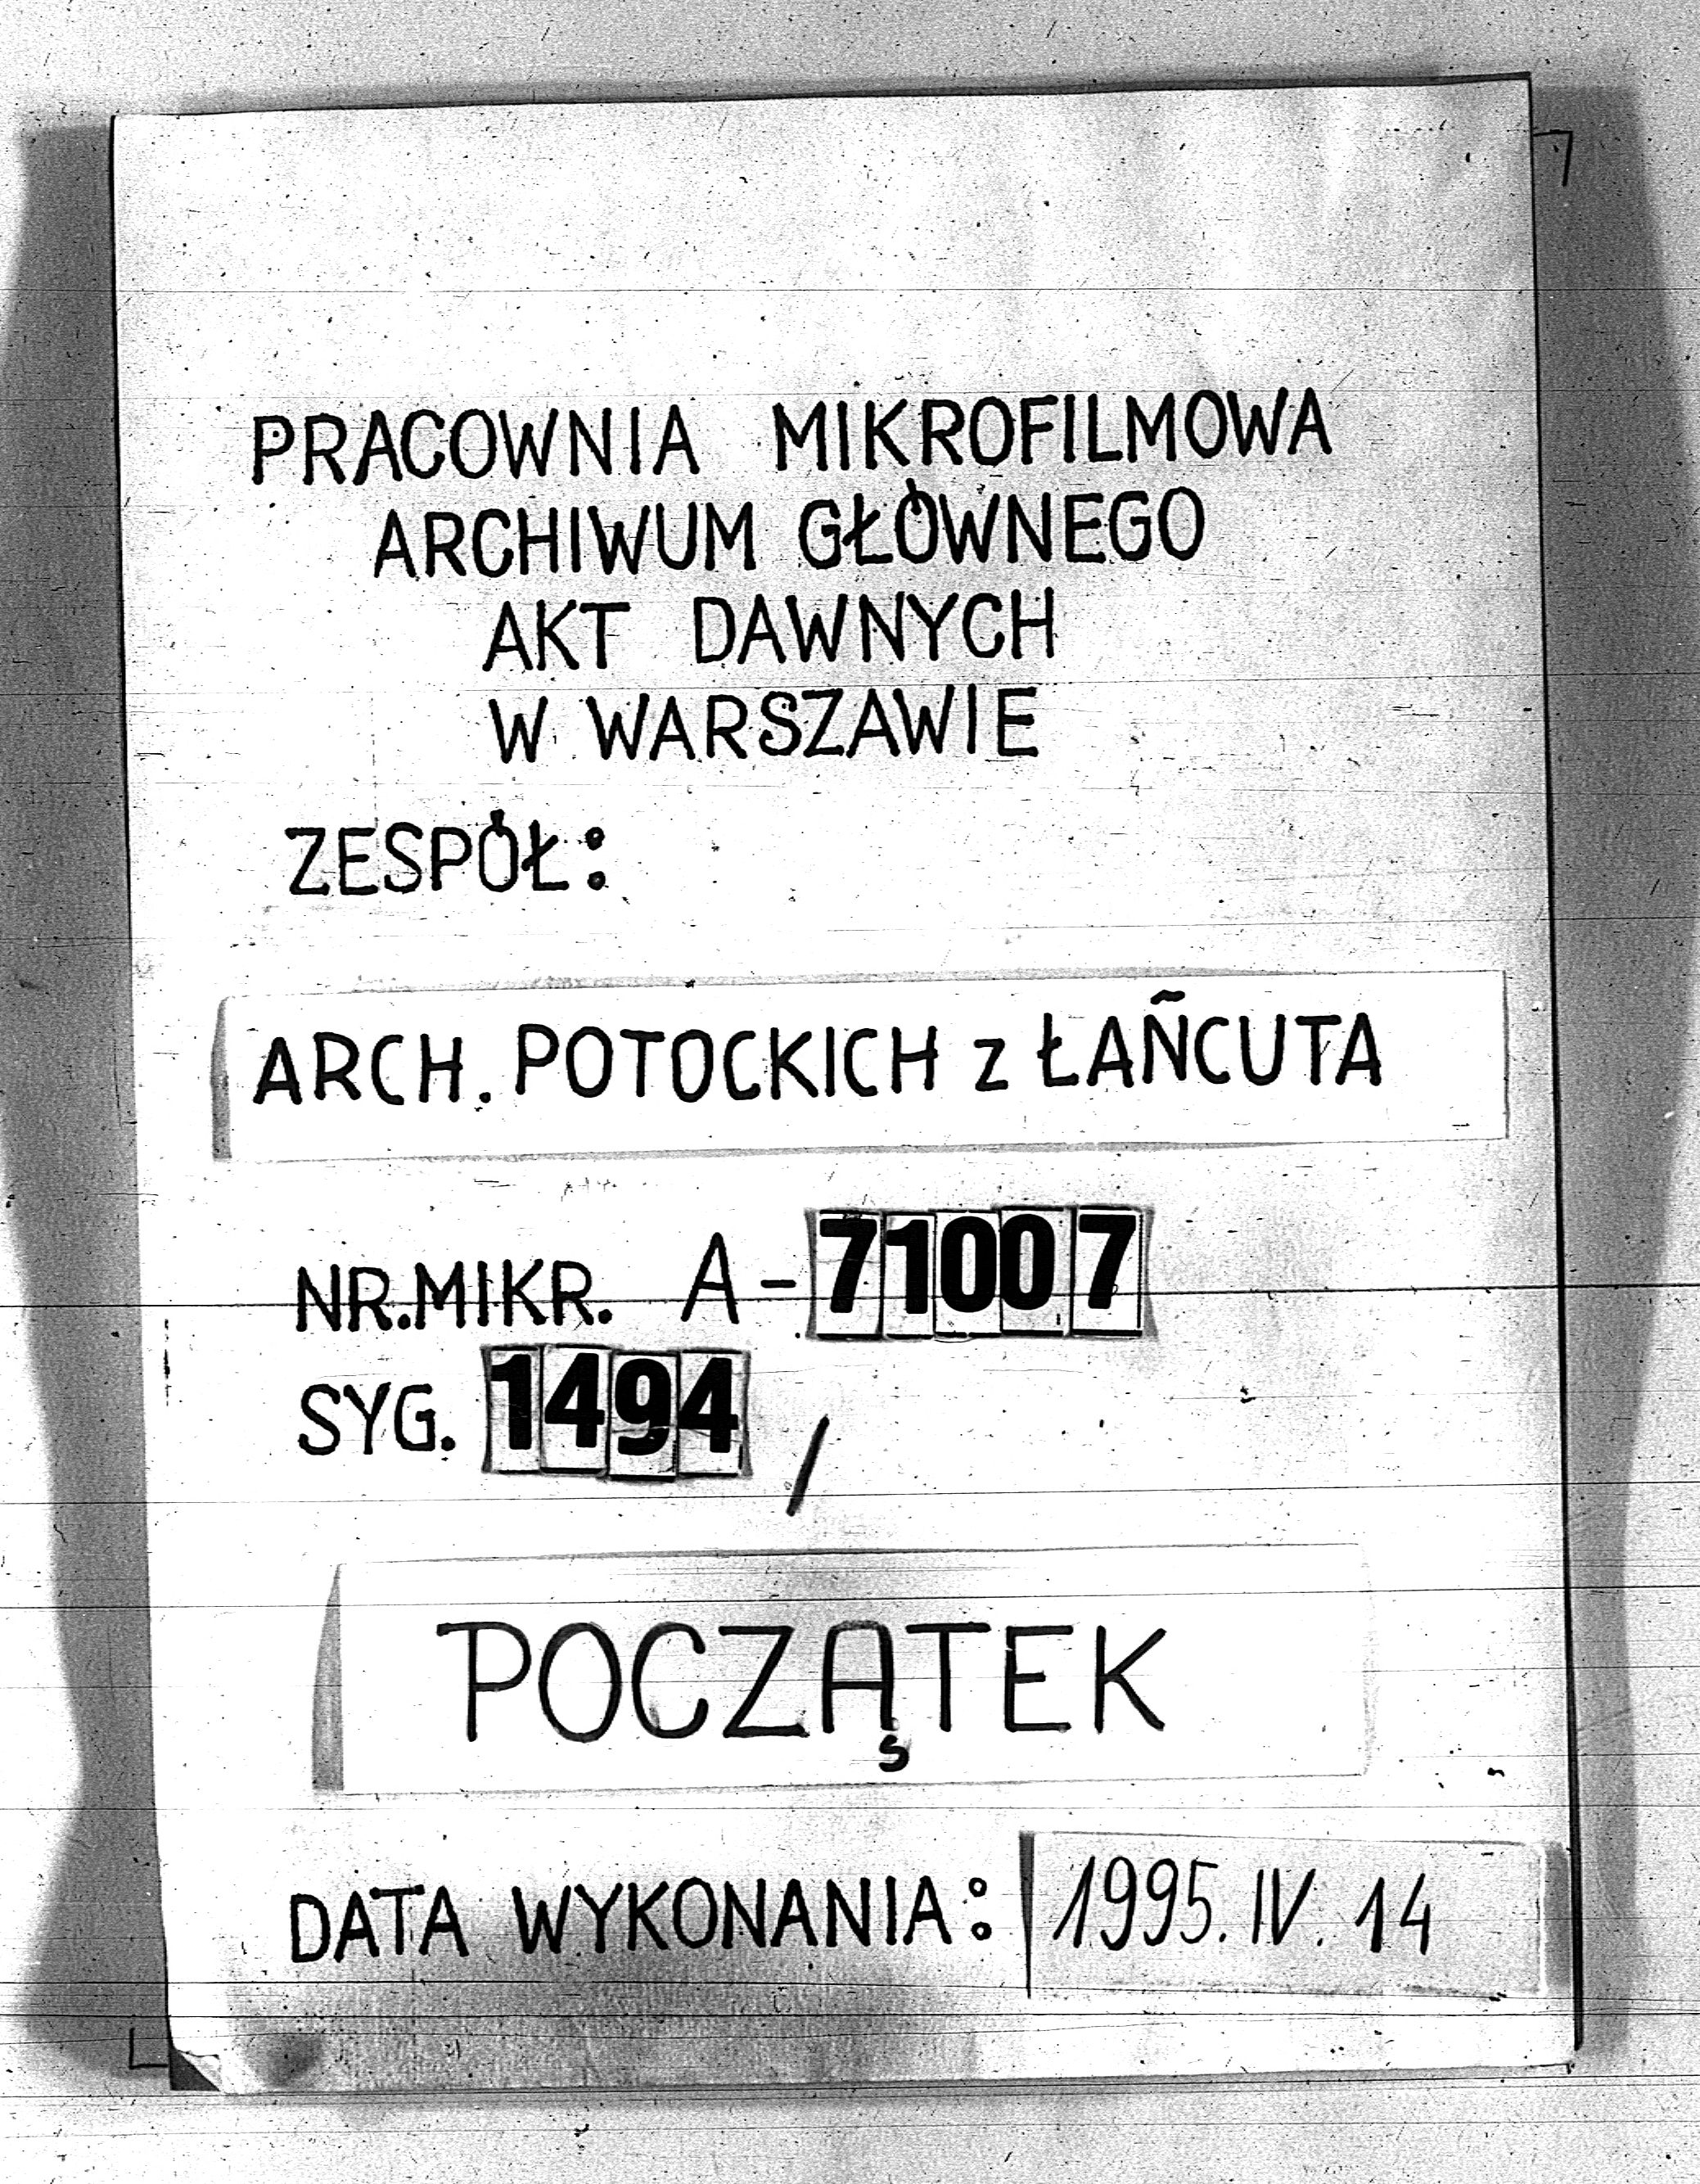 PRACOWNIA MIKROFILMOWA
ARCHIWUM GŁÓWNEGO
AKT DAWNYCH
W WARSZAWIE
ZESPÓŁ:
ARCH. POTOCKICH z ŁAŃCUTA
NR.MIKR. A-71007
SYG. 1494 /
POCZĄTEK
DATA WYKONANIA: 1995.IV.14